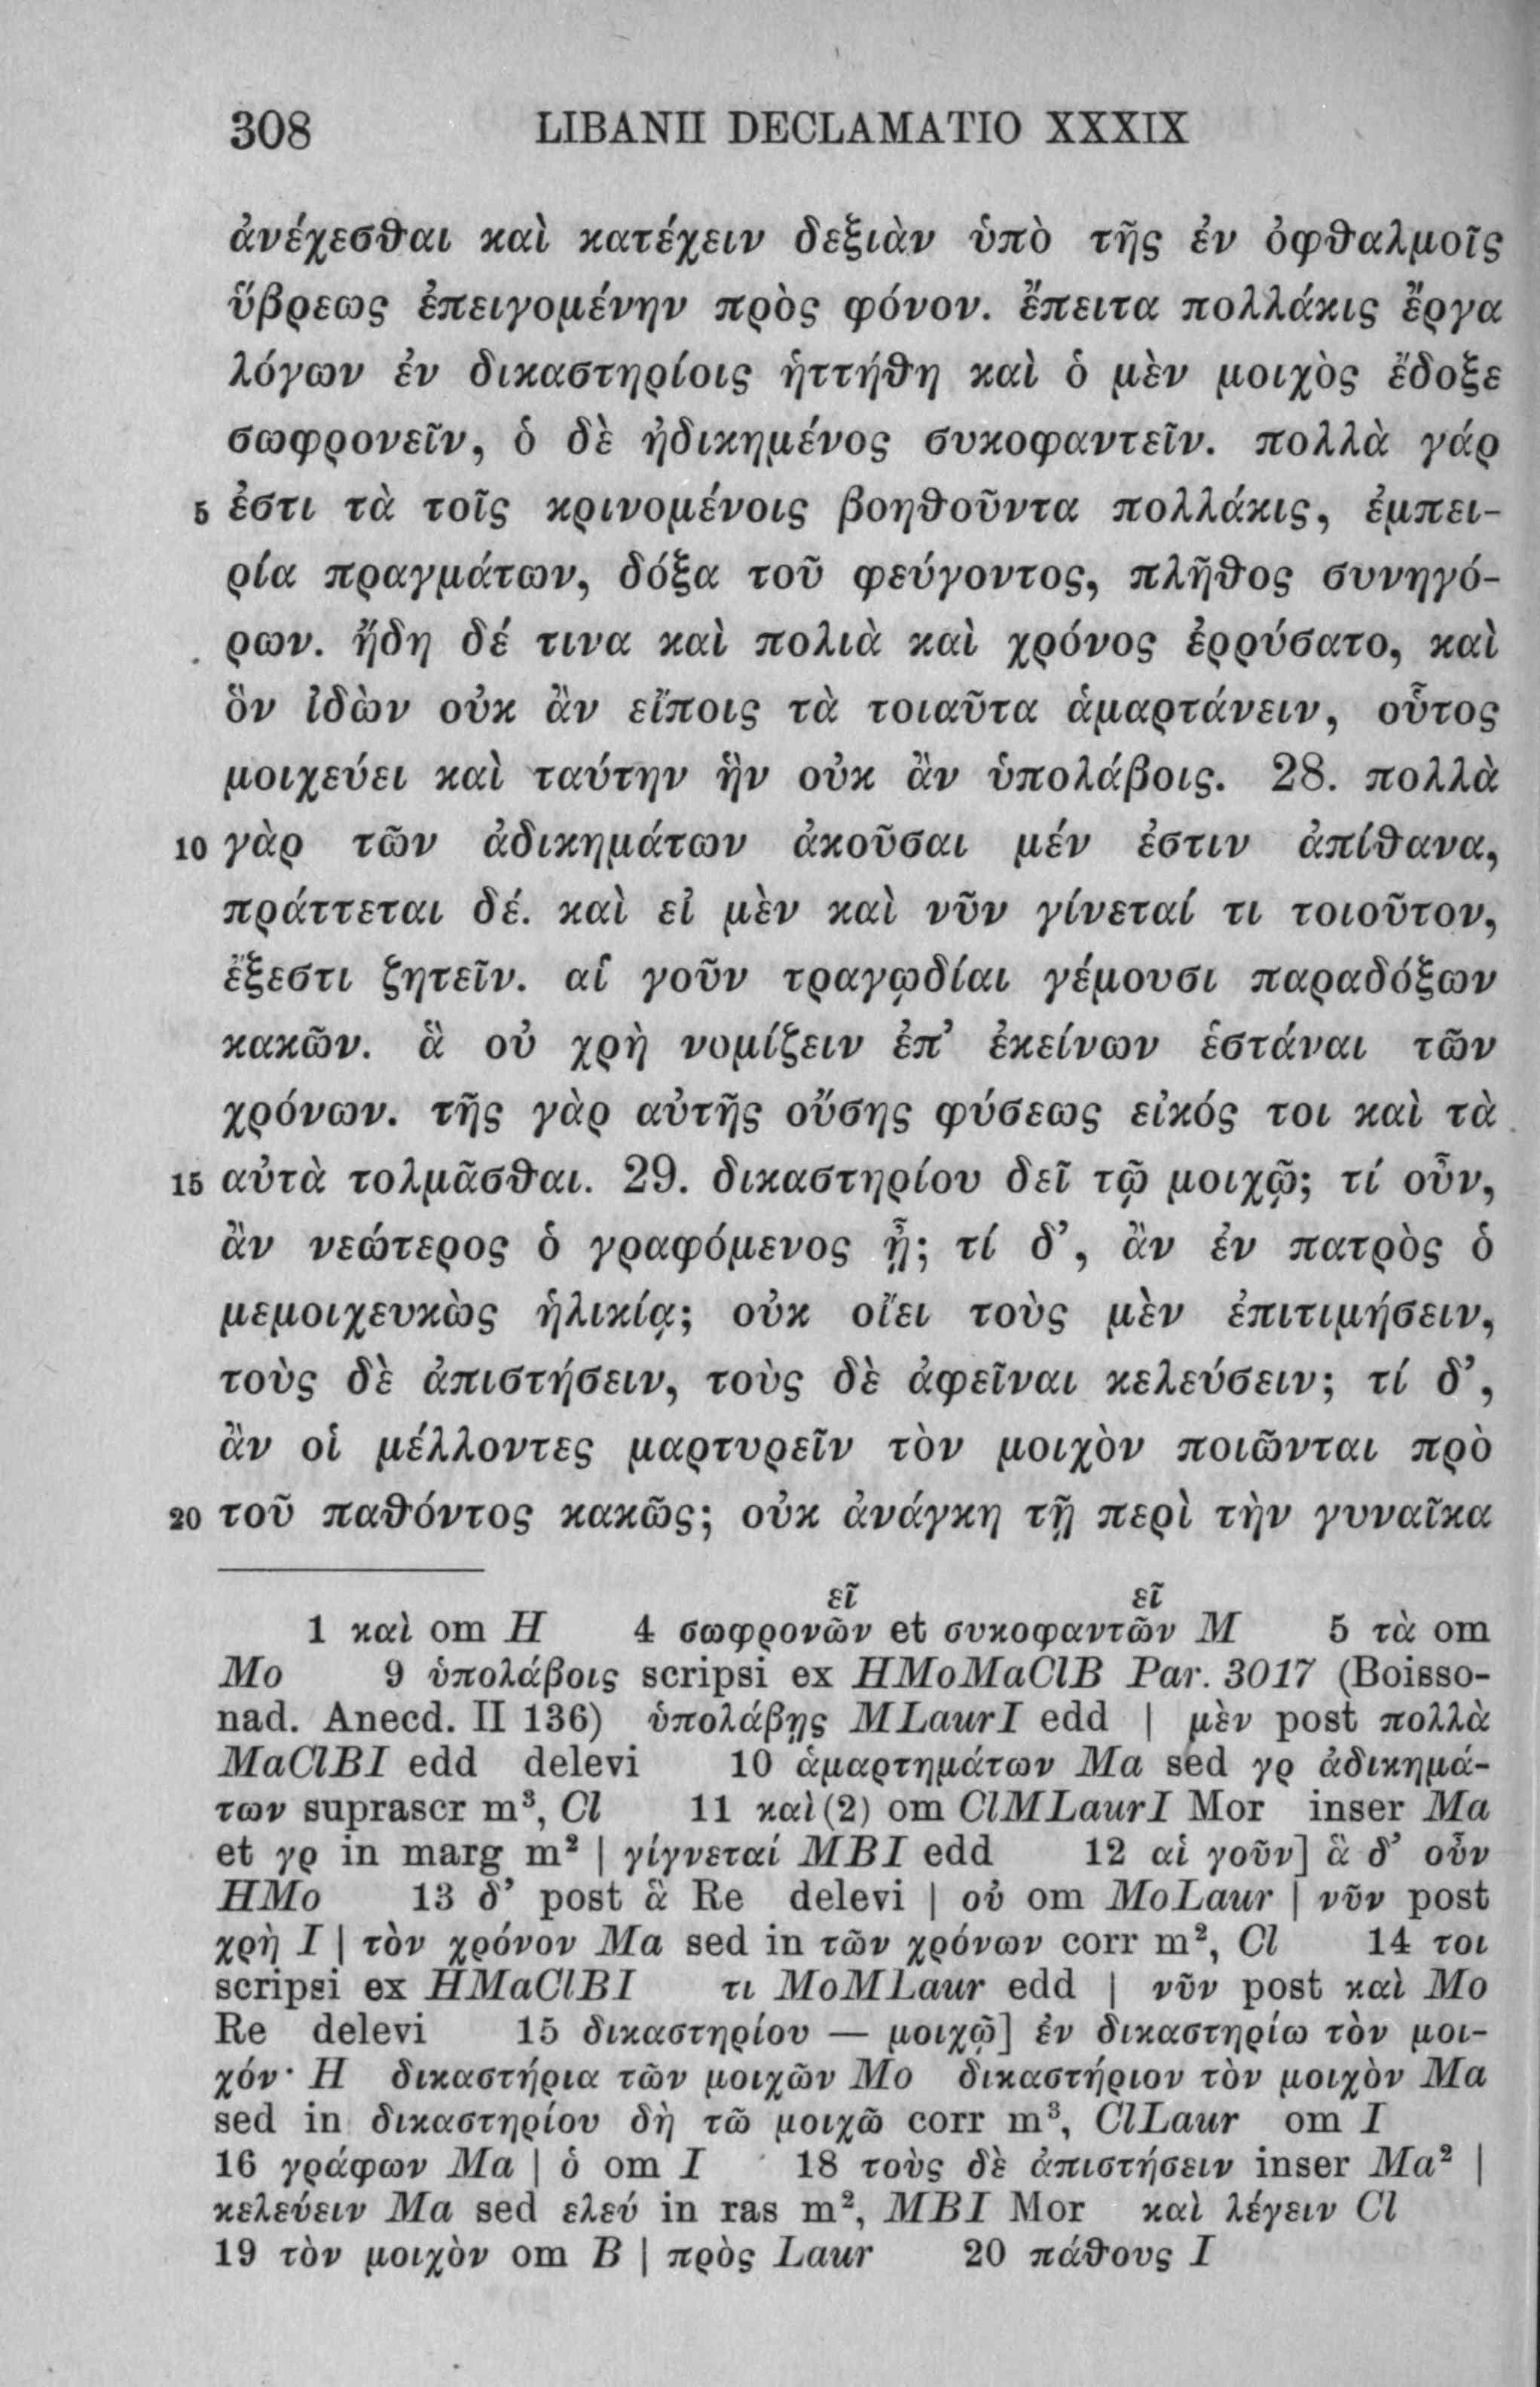 308 LIBANII DECLAMATIO XXXIX
ἀνέχεσθαι καὶ κατέχειν δεξιὰν ὑπὸ τῆς ἐν ὀφθαλμοῖς
ὕβρεως ἐπειγομένην πρὸς φόνον. ἔπειτα πολλάκις ἔργα
λόγων ἐν δικαστηρίοις ἡττήθη καὶ ὁ μὲν μοιχὸς ἔδοξε
σωφρονεῖν, ὁ δὲ ἠδικημένος συκοφαντεῖν. πολλὰ γάρ
5 ἐστι τὰ τοῖς κρινομένοις βοηθοῦντα πολλάκις, ἐμπει-
ρία πραγμάτων, δόξα τοῦ φεύγοντος, πλῆθος συνηγό-
ρων. ἤδη δέ τινα καὶ πολιὰ καὶ χρόνος ἐρρύσατο, καὶ
ὃν ἰδὼν οὐκ ἂν εἴποις τὰ τοιαῦτα ἁμαρτάνειν, οὗτος
μοιχεύει καὶ ταύτην ἣν οὐκ ἂν ὑπολάβοις. 28. πολλὰ
10 γὰρ τῶν ἀδικημάτων ἀκοῦσαι μέν ἐστιν ἀπίθανα,
πράττεται δέ. καὶ εἰ μὲν καὶ νῦν γίνεταί τι τοιοῦτον,
ἔξεστι ζητεῖν. αἱ γοῦν τραγῳδίαι γέμουσι παραδόξων
κακῶν. ἃ οὐ χρὴ νομίζειν ἐπ’ ἐκείνων ἑστάναι τῶν
χρόνων. τῆς γὰρ αὐτῆς οὔσης φύσεως εἰκός τοι καὶ τὰ
15 αὐτὰ τολμᾶσθαι. 29. δικαστηρίου δεῖ τῷ μοιχῷ; τί οὖν,
ἂν νεώτερος ὁ γραφόμενος ᾖ; τί δ’, ἂν ἐν πατρὸς ὁ
μεμοιχευκὼς ἡλικίᾳ; οὐκ οἴει τοὺς μὲν ἐπιτιμήσειν,
τοὺς δὲ ἀπιστήσειν, τοὺς δὲ ἀφεῖναι κελεύσειν; τί δ’,
ἂν οἱ μέλλοντες μαρτυρεῖν τὸν μοιχὸν ποιῶνται πρὸ
20 τοῦ παθόντος κακῶς; οὐκ ἀνάγκη τῇ περὶ τὴν γυναῖκα
εῖ εῖ
1 καὶ om H 4 σωφρονῶν et συκοφαντῶν M 5 τὰ om
Mo 9 ὑπολάβοις scripsi ex HMoMaClB Par. 3017 (Boisso-
nad. Anecd. II 136) ὑπολάβῃς MLaurI edd | μὲν post πολλὰ
MaClBI edd delevi 10 ἁμαρτημάτων Ma sed γρ ἀδικημά-
των suprascr m³, Cl 11 καὶ(2) om ClMLaurI Mor inser Ma
et γρ in marg m² | γίγνεταί MBI edd 12 αἱ γοῦν] ἃ δ’ οὖν
HMo 13 δ’ post ἃ Re delevi | οὐ om MoLaur | νῦν post
χρὴ I | τὸν χρόνον Ma sed in τῶν χρόνων corr m², Cl 14 τοι
scripsi ex HMaClBI τι MoMLaur edd | νῦν post καὶ Mo
Re delevi 15 δικαστηρίου — μοιχῷ] ἐν δικαστηρίω τὸν μοι-
χόν· H δικαστήρια τῶν μοιχῶν Mo δικαστήριον τὸν μοιχὸν Ma
sed in δικαστηρίου δὴ τῶ μοιχῶ corr m³, ClLaur om I
16 γράφων Ma | ὁ om I 18 τοὺς δὲ ἀπιστήσειν inser Ma² |
κελεύειν Ma sed ελεύ in ras m², MBI Mor καὶ λέγειν Cl
19 τὸν μοιχὸν om B | πρὸς Laur 20 πάθους I